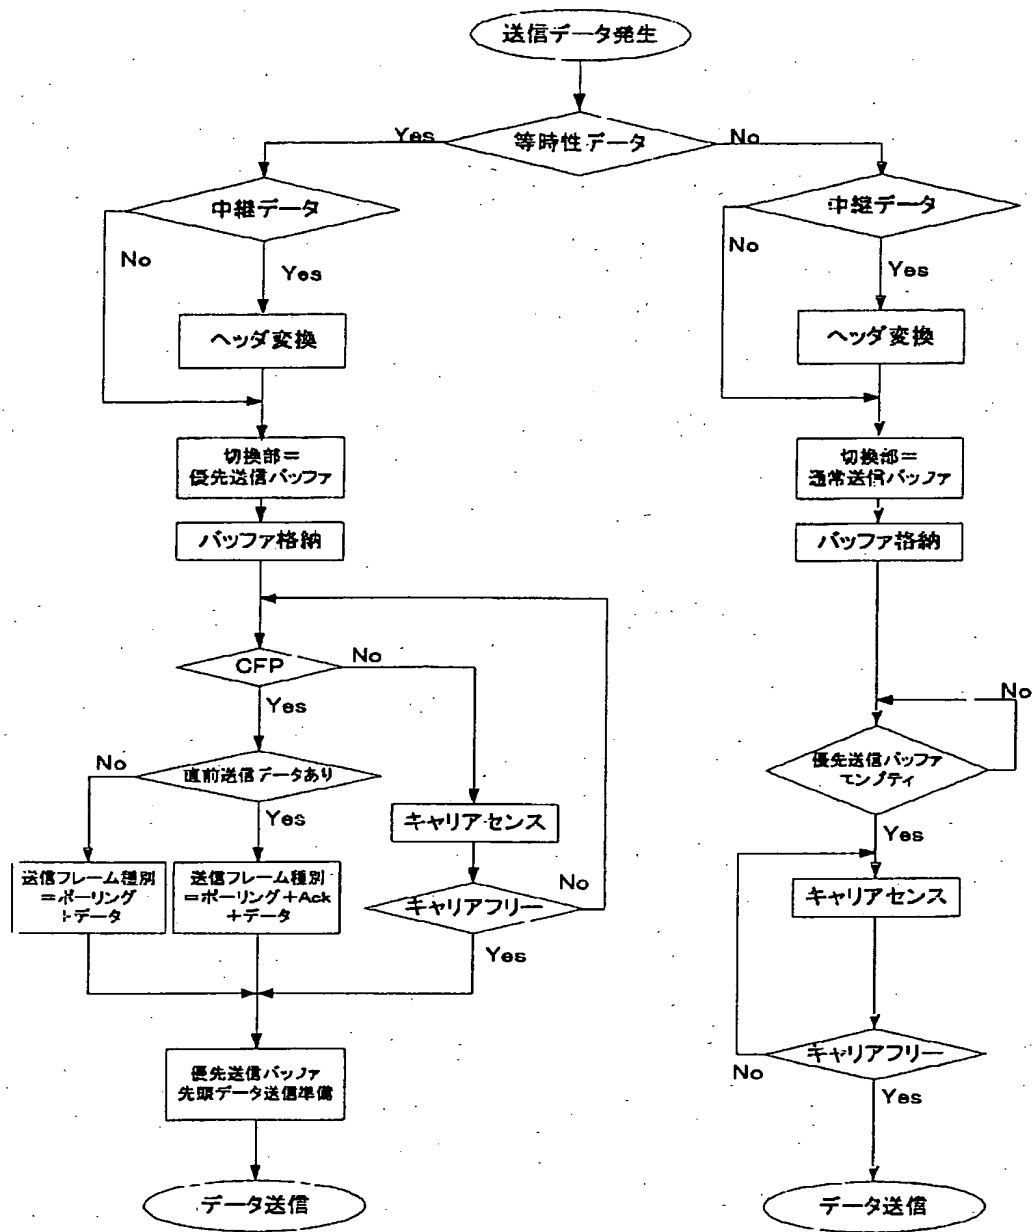 送信データ発生
等時性データ
Yes
No
中継データ
No
Yes
ヘッダ変換
切換部＝
優先送信バッファ
バッファ格納
CFP
No
Yes
直前送信データあり
No
Yes
送信フレーム種別
＝ポーリング
+データ
送信フレーム種別
＝ポーリング+Ack
+データ
キャリアセンス
キャリアフリー
No
Yes
優先送信バッファ
先頭データ送信準備
データ送信
中継データ
No
Yes
ヘッダ変換
切換部＝
通常送信バッファ
バッファ格納
No
優先送信バッファ
エンプティ
Yes
キャリアセンス
キャリアフリー
No
Yes
データ送信